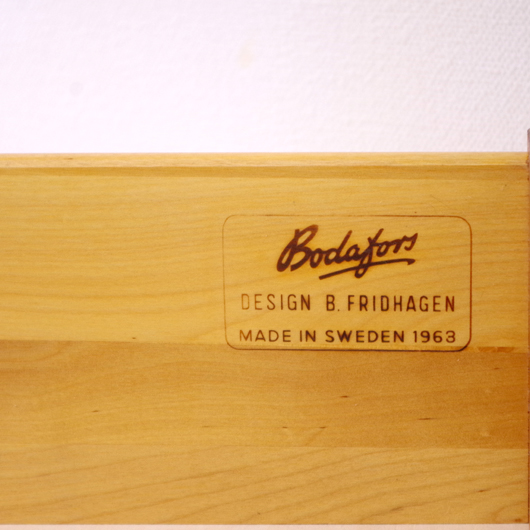 Bodafors
DESIGN B. FRIDHAGEN
MADE IN SWEDEN 1963